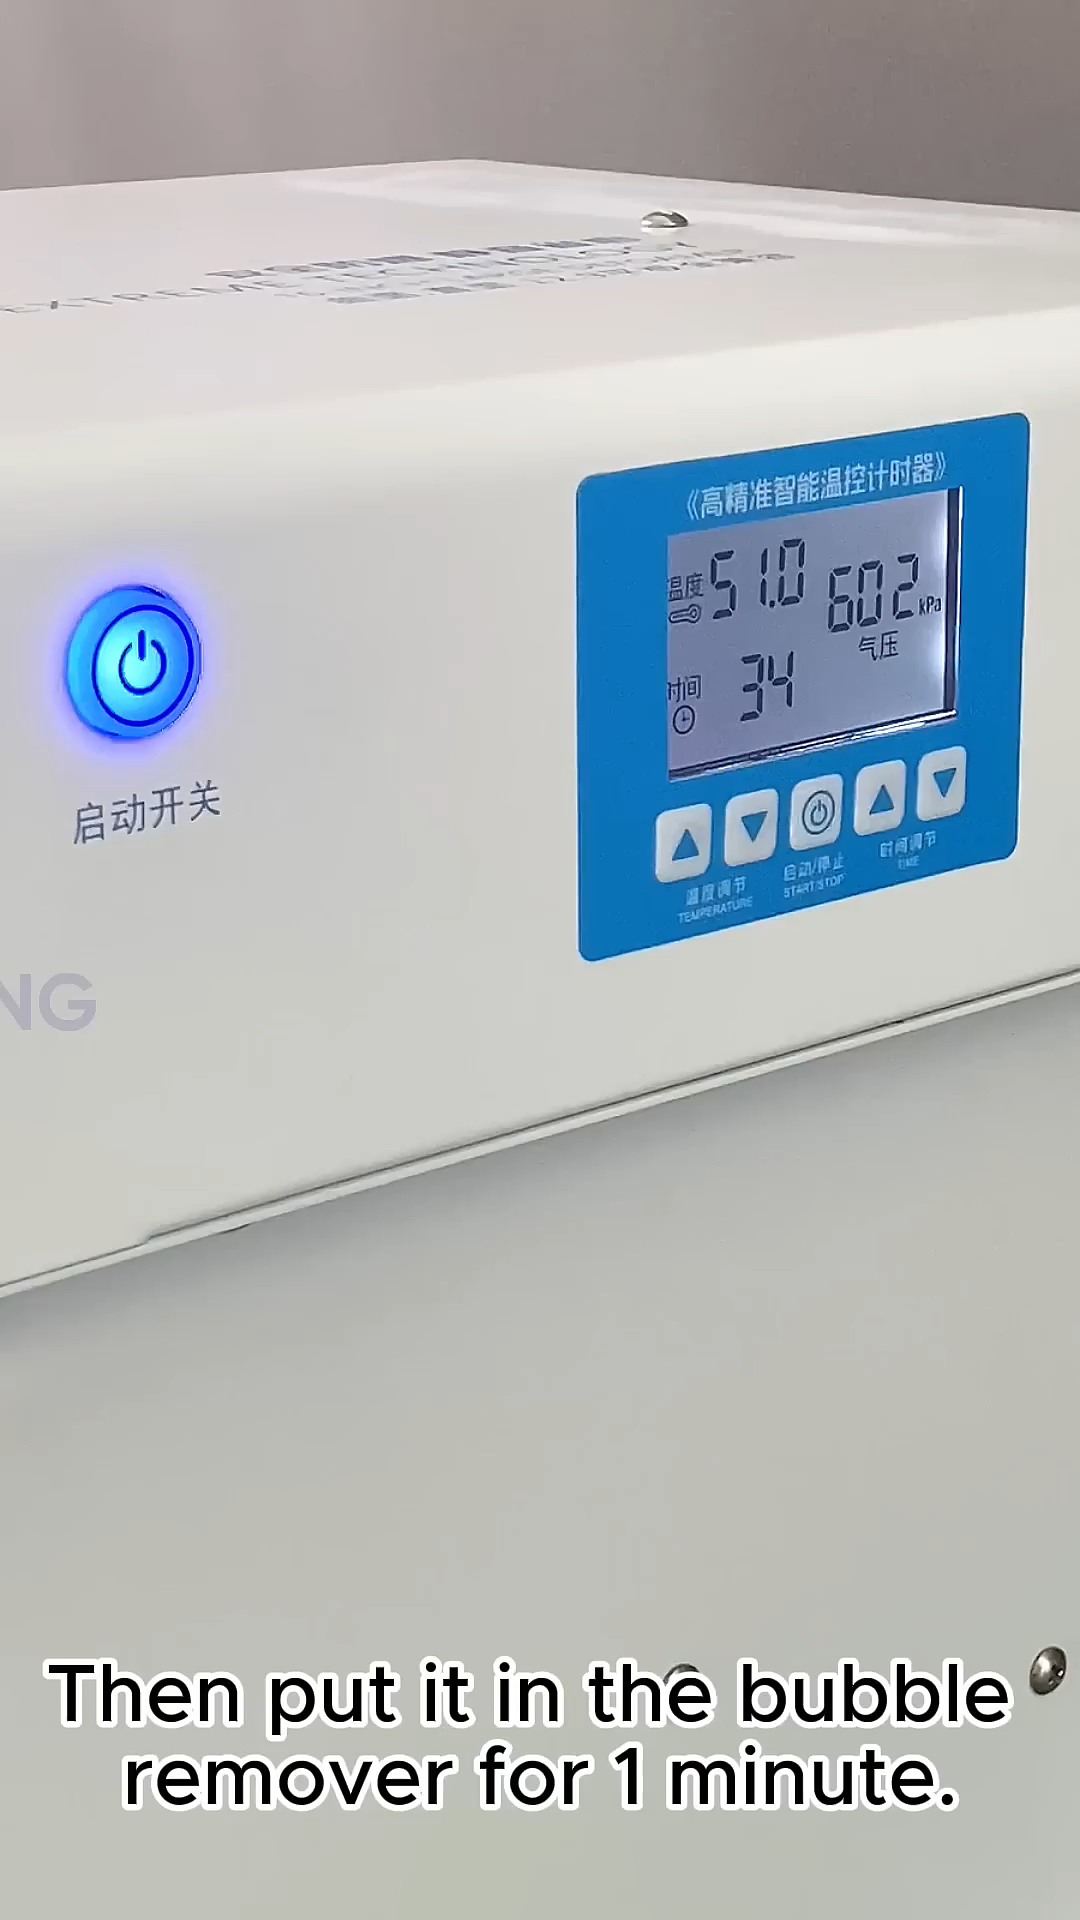 EXTREME TECHNOLOGY
《高精准智能温控计时器》
温度 51.0 602 kPa
气压
时间 34
启动开关
温度调节 启动/停止 时间调节
TEMPERATURE START/STOP TIME
NG
Then put it in the bubble
remover for 1 minute.